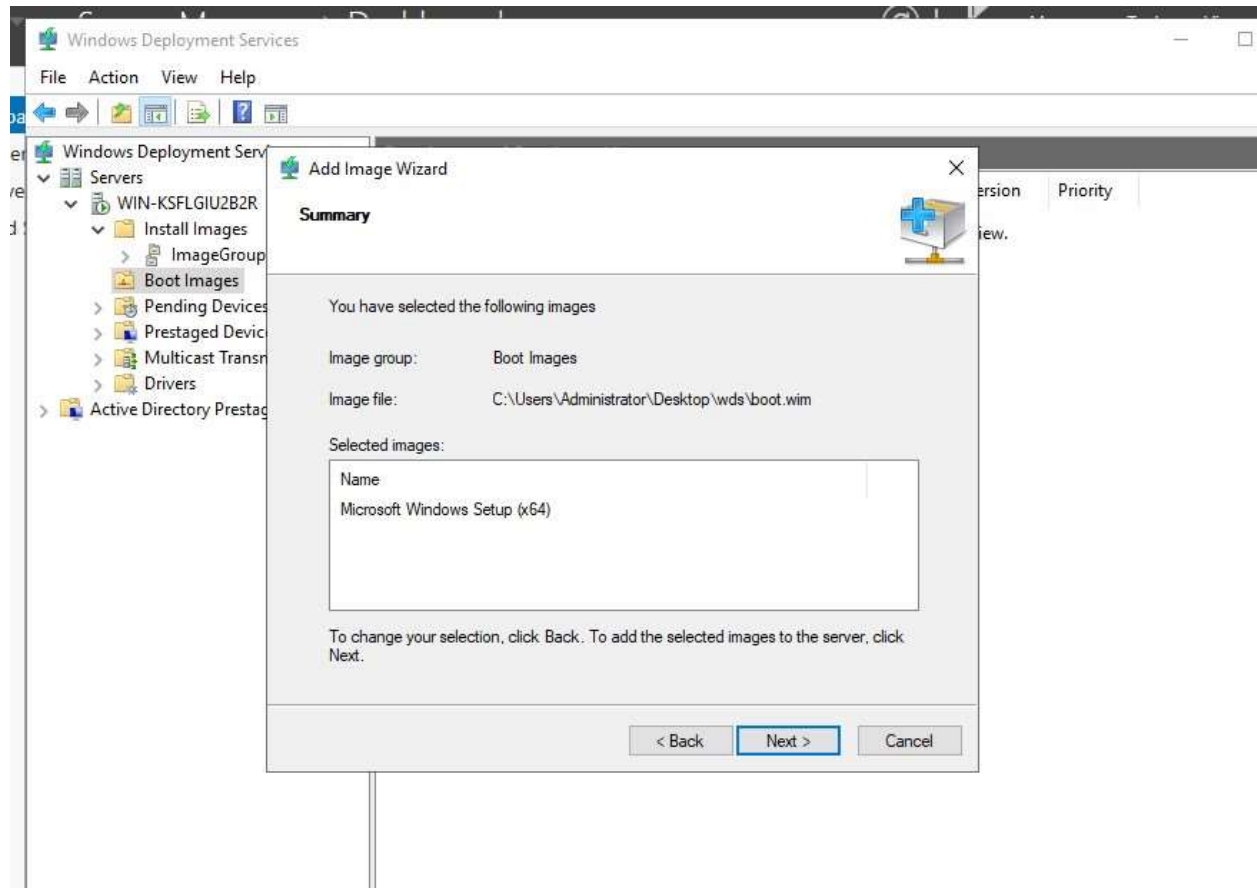 Windows Deployment Services
File Action View Help
Windows Deployment Serv
Servers
WIN-KSFLGIU2B2R
Install Images
ImageGroup
Boot Images
Pending Devices
Prestaged Devic
Multicast Transn
Drivers
Active Directory Prestag
Add Image Wizard
Summary
You have selected the following images
Image group: Boot Images
Image file: C:\Users\Administrator\Desktop\wds\boot.wim
Selected images:
Name
Microsoft Windows Setup (x64)
To change your selection, click Back. To add the selected images to the server, click
Next.
< Back Next > Cancel
ersion Priority
iew.